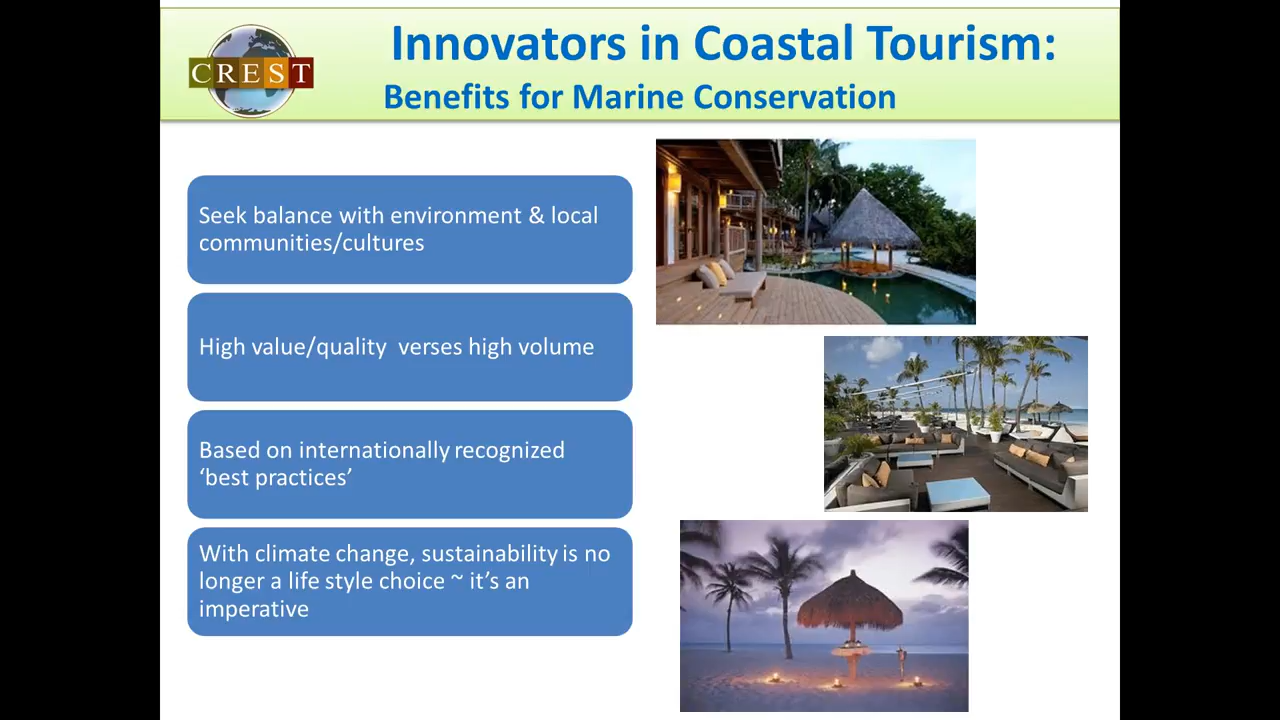 CREST
Innovators in Coastal Tourism:
Benefits for Marine Conservation
Seek balance with environment & local
communities/cultures
High value/quality verses high volume
Based on internationally recognized
‘best practices’
With climate change, sustainability is no
longer a life style choice ~ it’s an
imperative